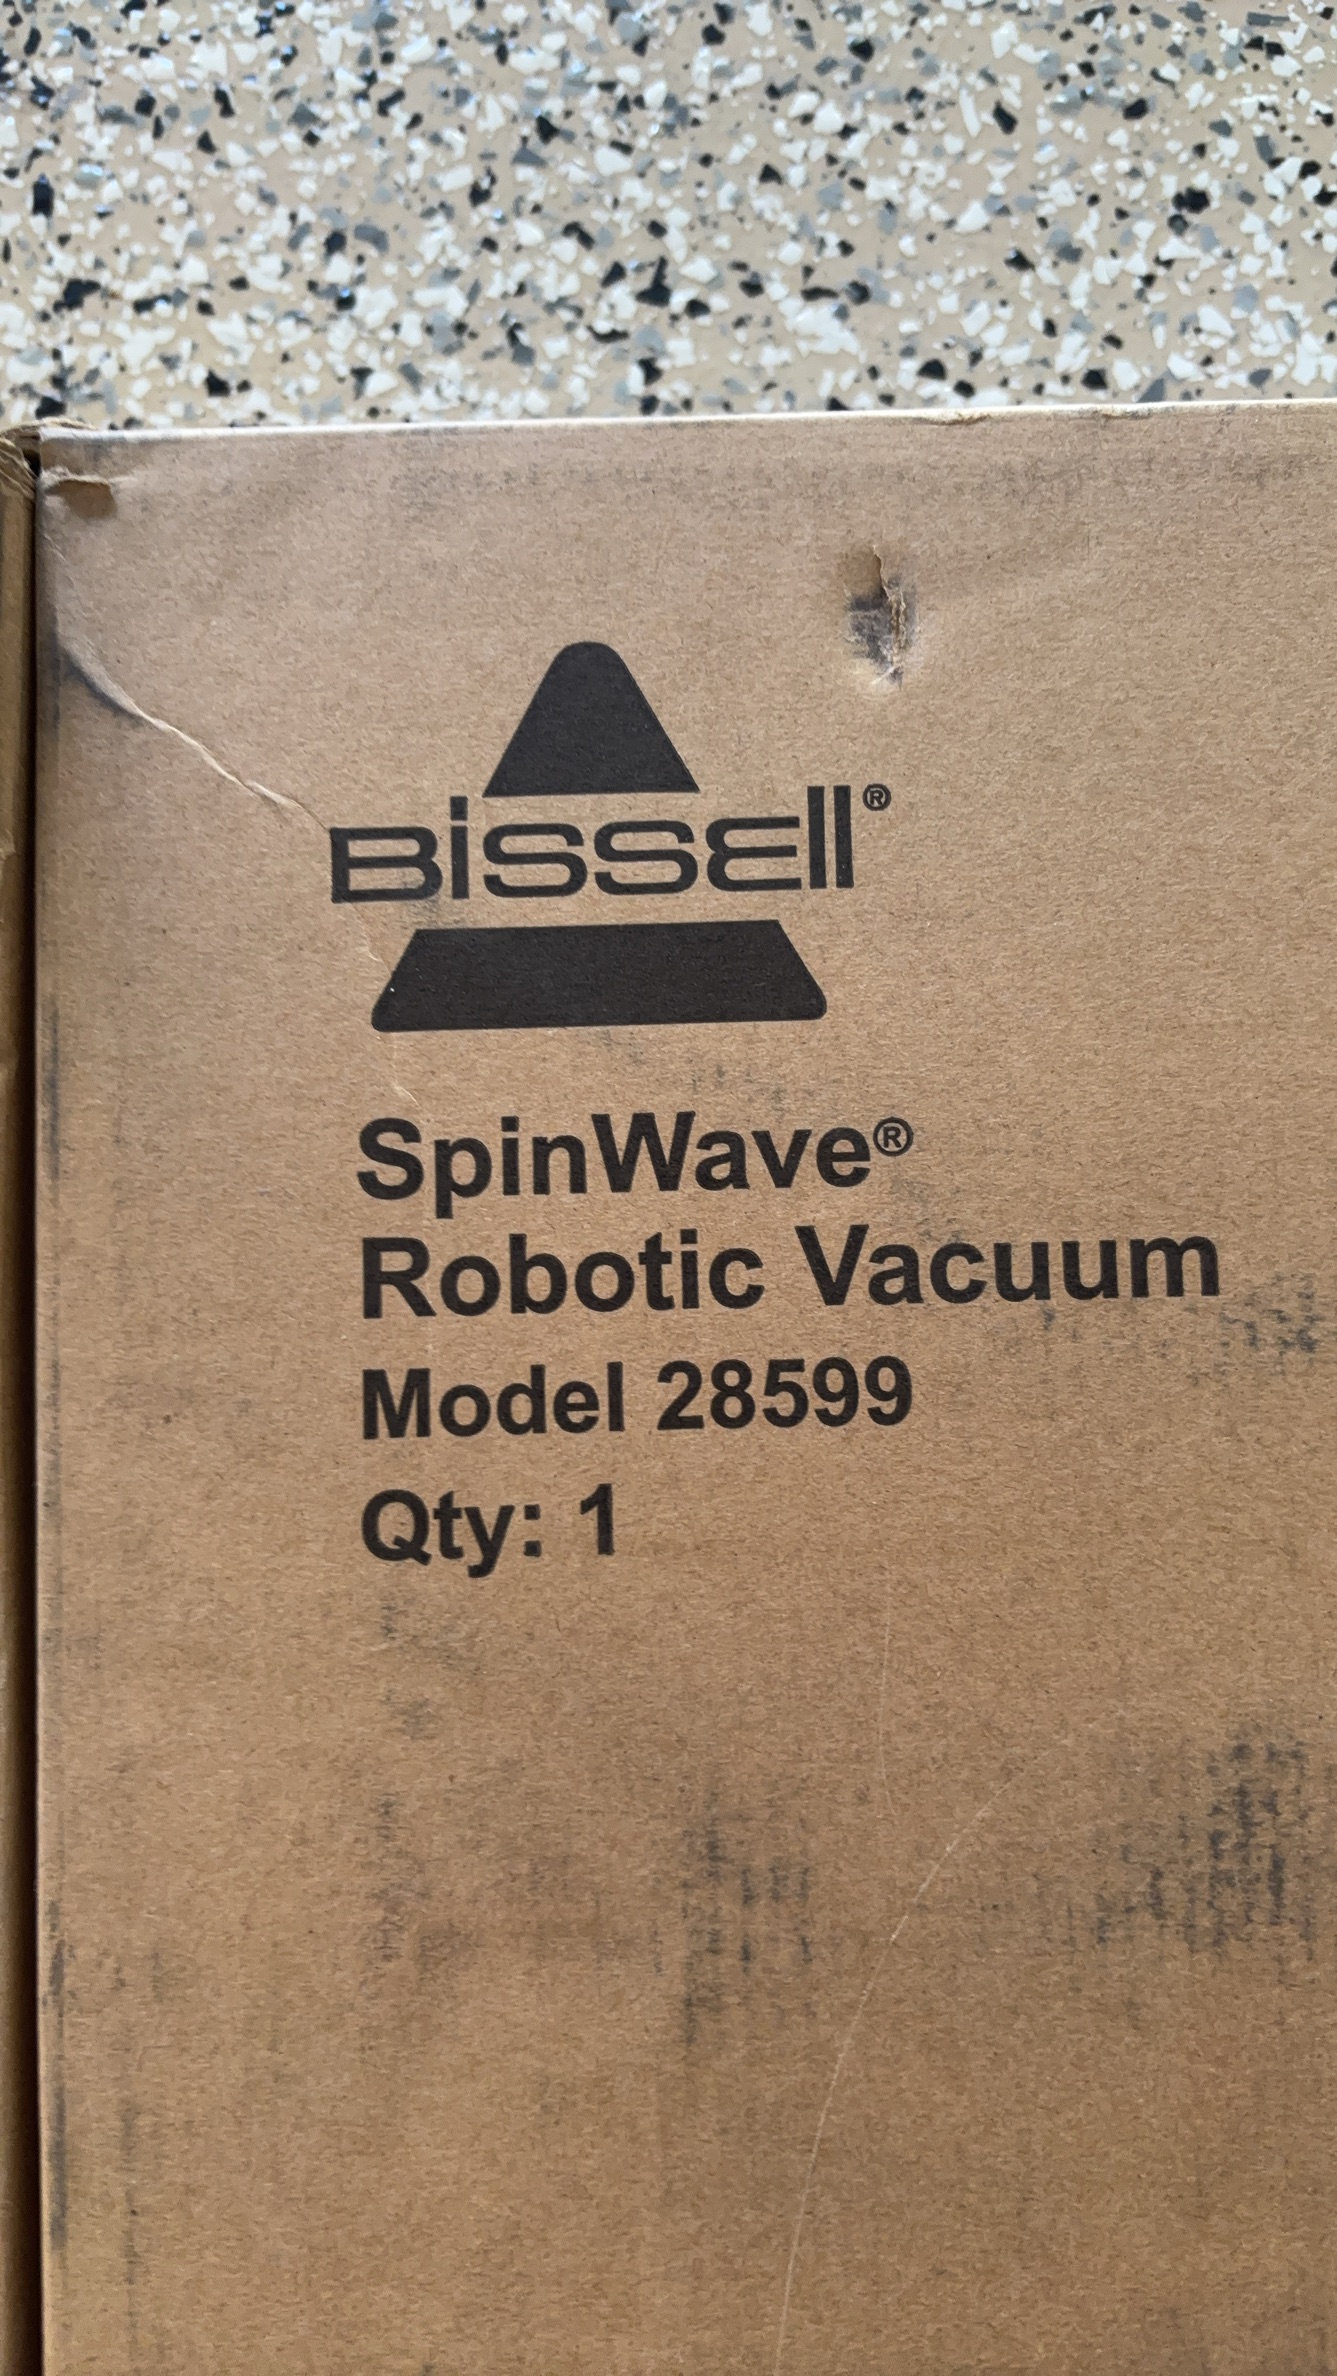 Bissell®
SpinWave®
Robotic Vacuum
Model 28599
Qty: 1